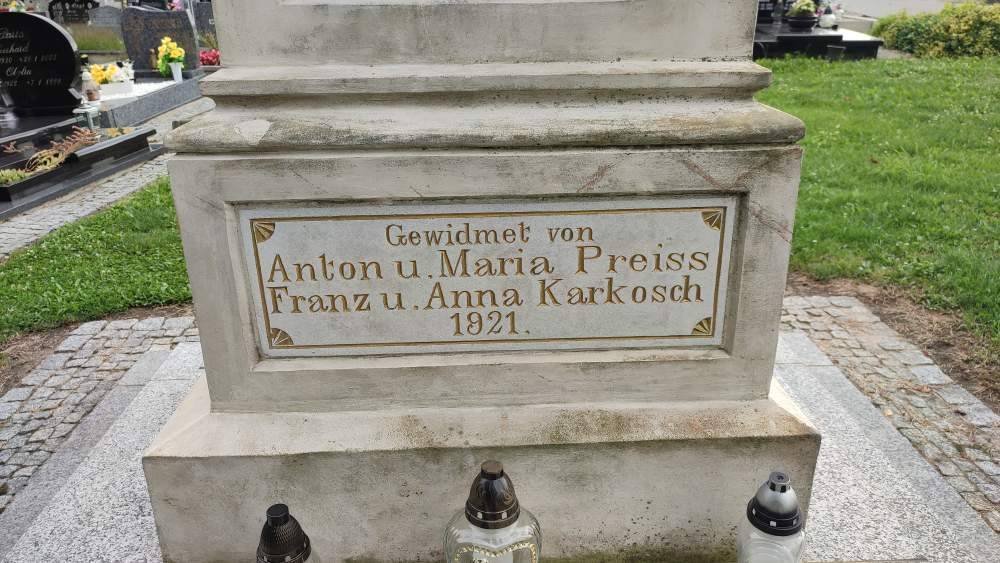 Gewidmet von
Anton u. Maria Preiss
Franz u. Anna Karkosch
1921.